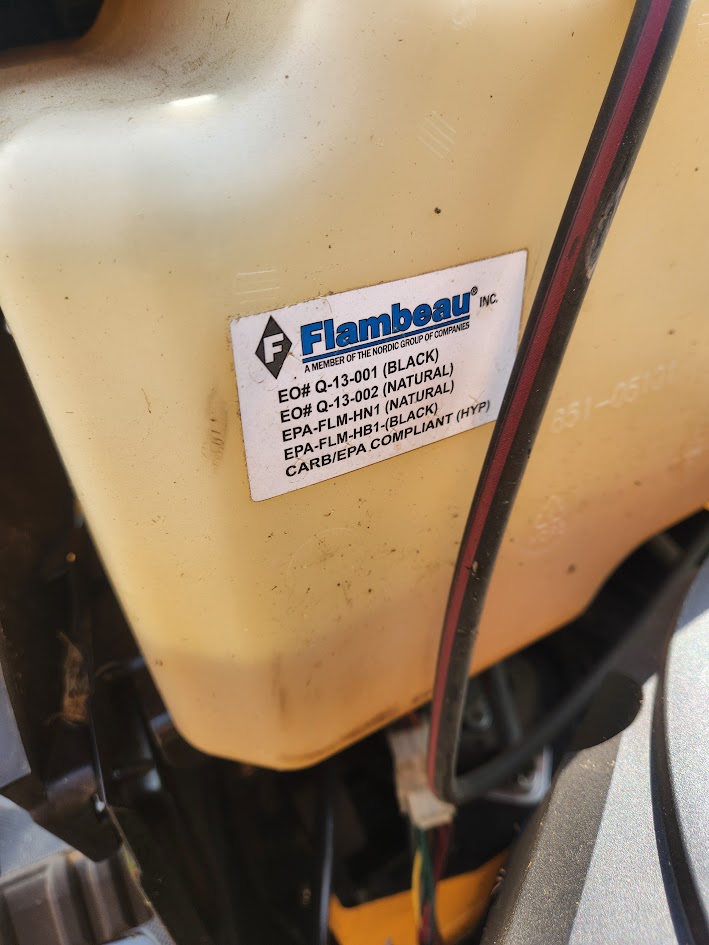 F Flambeau® INC.
A MEMBER OF THE NORDIC GROUP OF COMPANIES
EO# Q-13-001 (BLACK)
EO# Q-13-002 (NATURAL)
EPA-FLM-HN1 (NATURAL)
EPA-FLM-HB1-(BLACK)
CARB/EPA COMPLIANT (HYP)